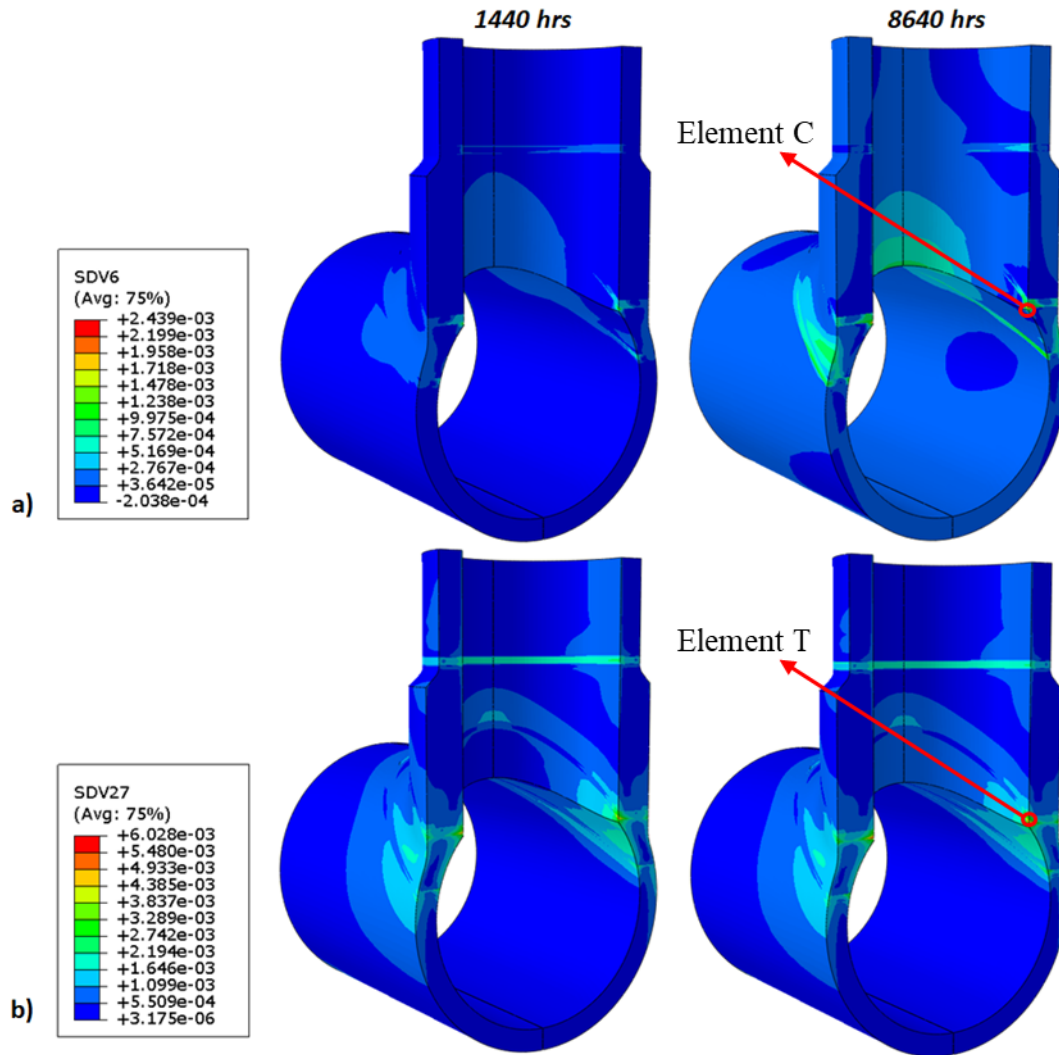 1440 hrs
8640 hrs
Element C
SDV6
(Avg: 75%)
+2.439e-03
+2.199e-03
+1.958e-03
+1.718e-03
+1.478e-03
+1.238e-03
+9.975e-04
+7.572e-04
+5.169e-04
+2.767e-04
+3.642e-05
-2.038e-04
a)
Element T
SDV27
(Avg: 75%)
+6.028e-03
+5.480e-03
+4.933e-03
+4.385e-03
+3.837e-03
+3.289e-03
+2.742e-03
+2.194e-03
+1.646e-03
+1.099e-03
+5.509e-04
+3.175e-06
b)